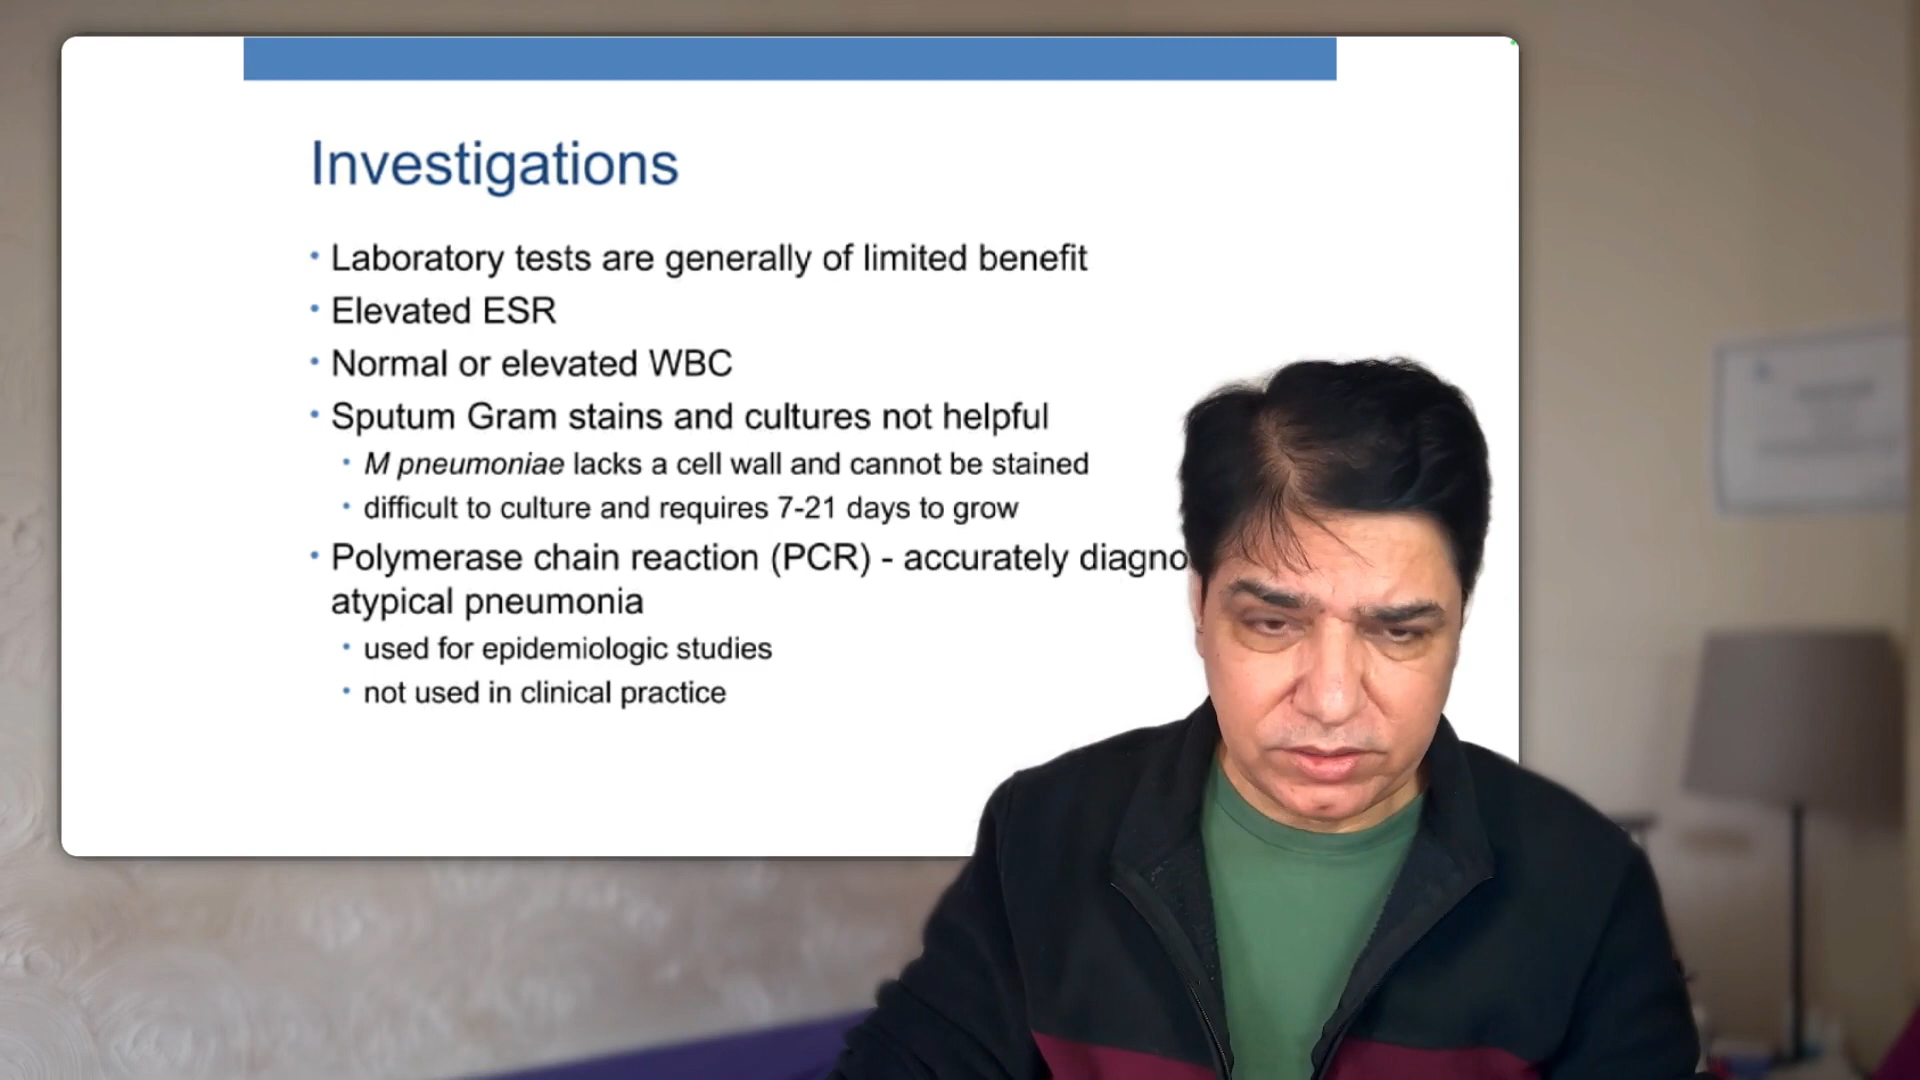 Investigations
• Laboratory tests are generally of limited benefit
• Elevated ESR
• Normal or elevated WBC
• Sputum Gram stains and cultures not helpful
• M pneumoniae lacks a cell wall and cannot be stained
• difficult to culture and requires 7-21 days to grow
• Polymerase chain reaction (PCR) - accurately diagno
atypical pneumonia
• used for epidemiologic studies
• not used in clinical practice